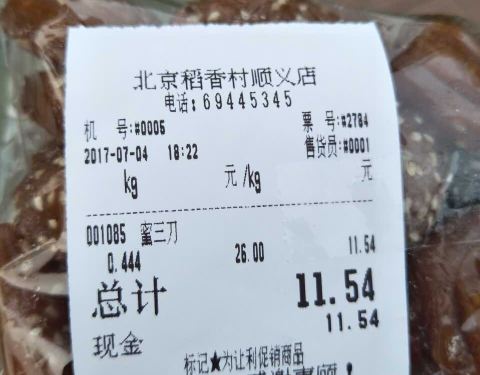 北京稻香村顺义店
电话:69445345
机 号:#0005 票 号:#2784
2017-07-04 18:22 售货员:#0001
kg 元/kg 元
001085 蜜三刀
0.444 26.00 11.54
总计 11.54
现金 11.54
标记★为让利促销商品